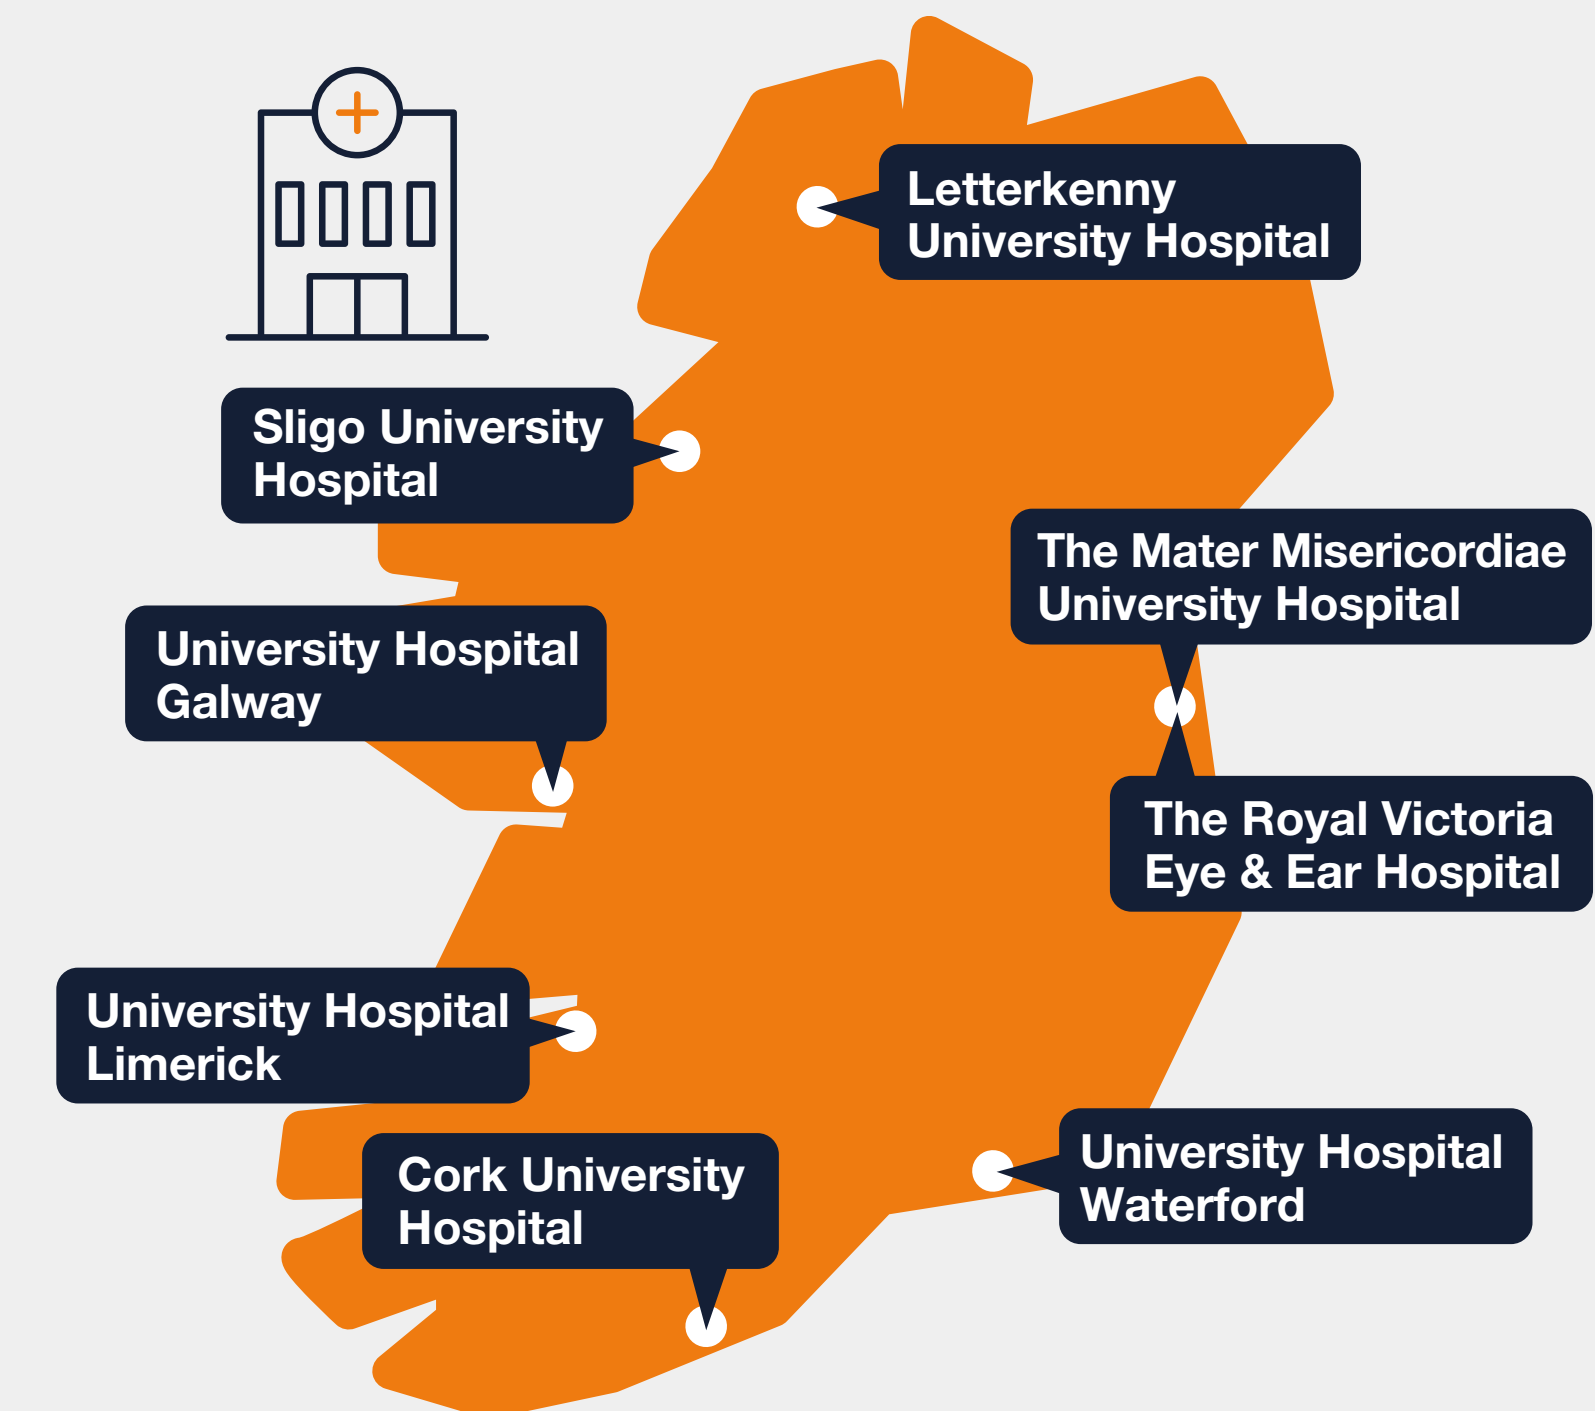 Letterkenny
University Hospital
Sligo University
Hospital
The Mater Misericordiae
University Hospital
University Hospital
Galway
The Royal Victoria
Eye & Ear Hospital
University Hospital
Limerick
Cork University
Hospital
University Hospital
Waterford